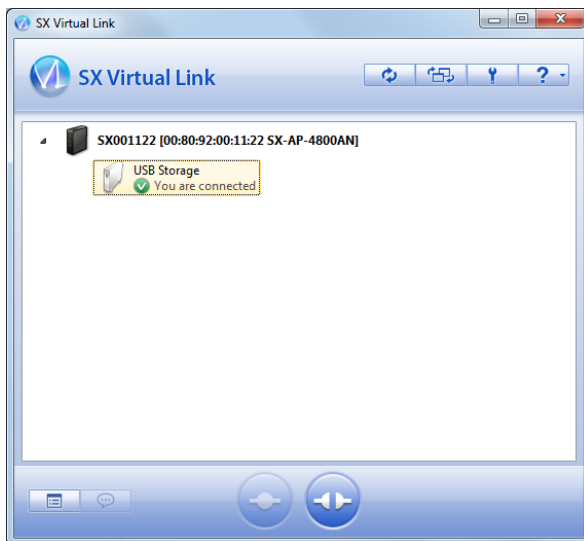 SX Virtual Link
SX Virtual Link
?
SX001122 [00:80:92:00:11:22 SX-AP-4800AN]
USB Storage
You are connected